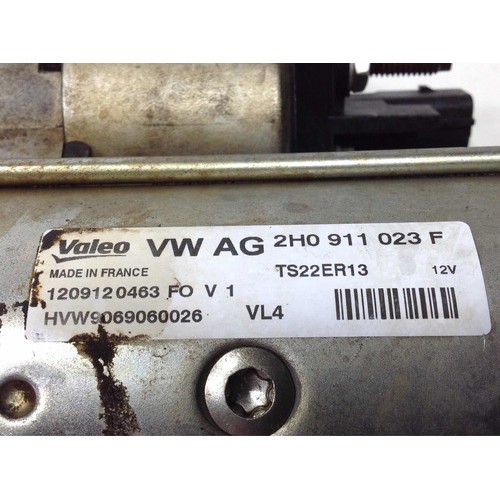 Valeo VW AG 2H0 911 023 F
MADE IN FRANCE TS22ER13 12V
1209120463 FO V 1
HVW9069060026 VL4